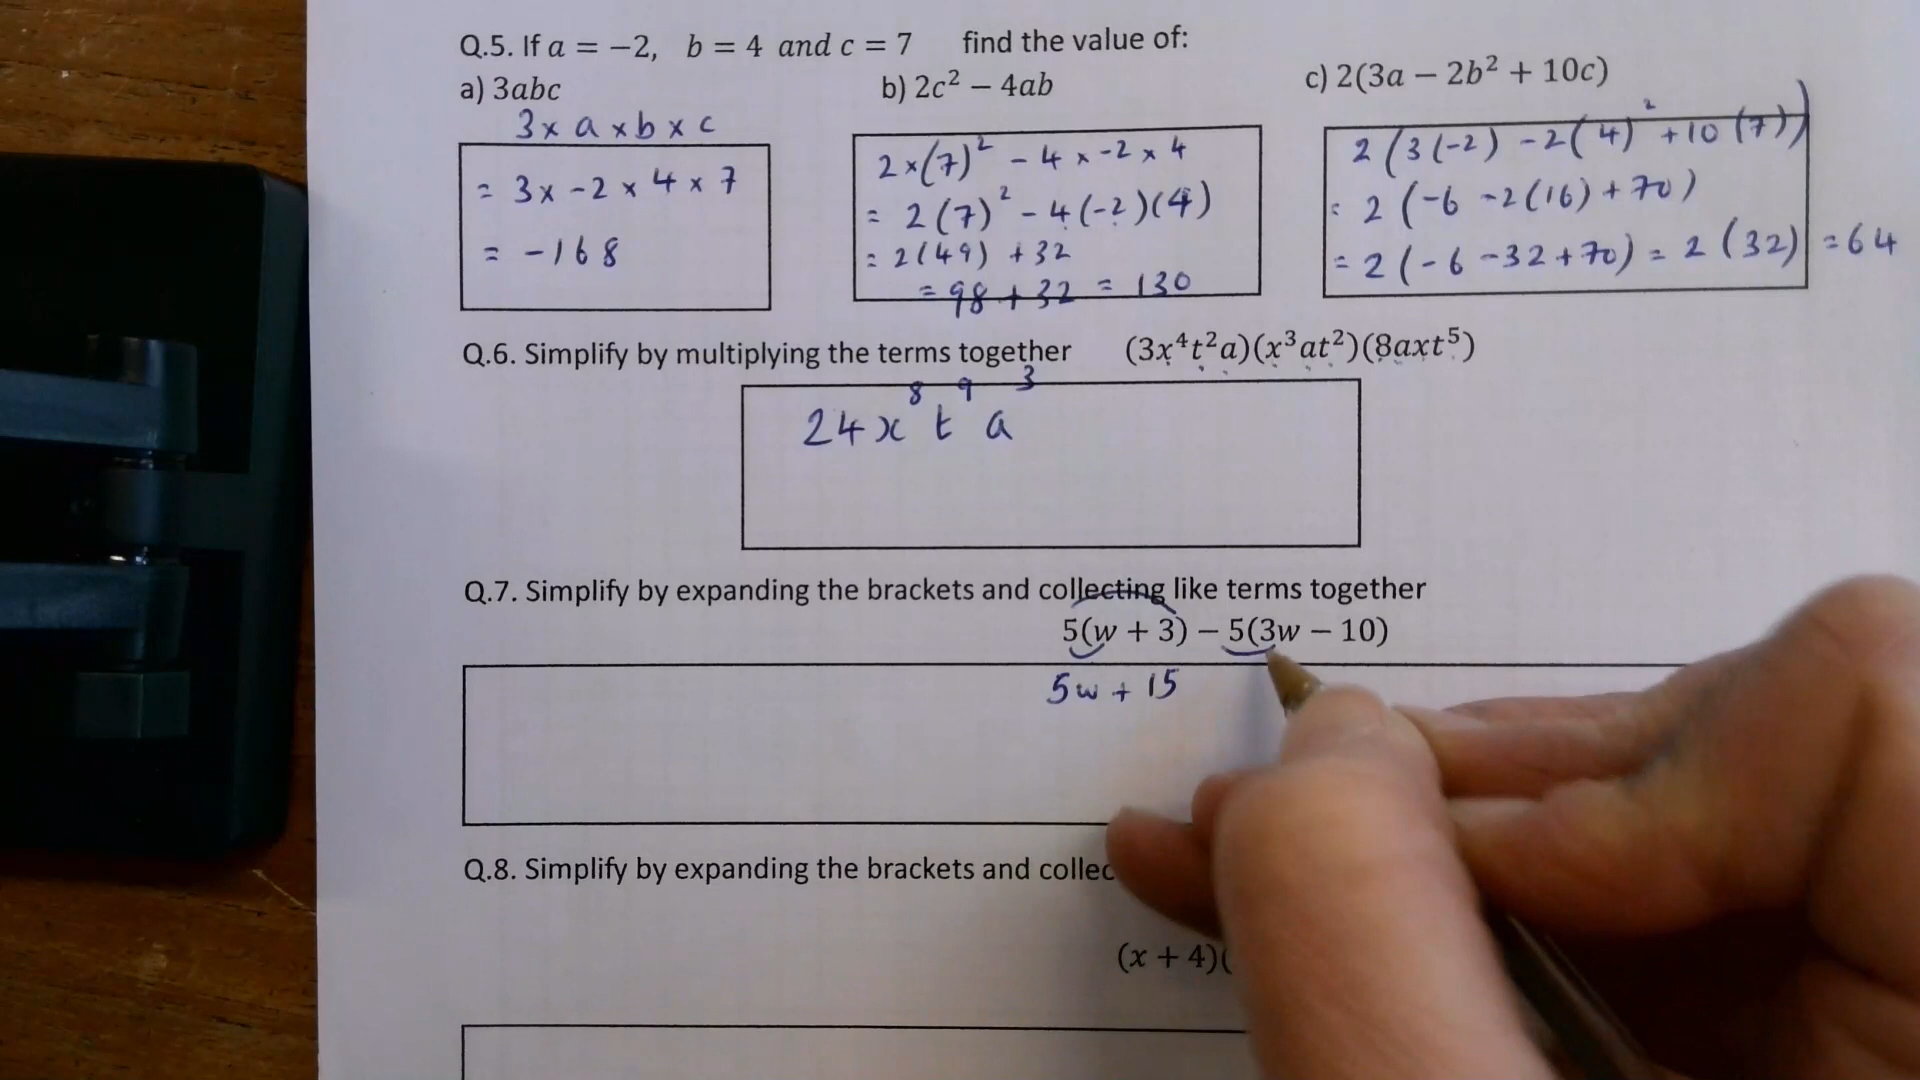 Q.5. If a = −2, b = 4 and c = 7 find the value of:
a) 3abc
b) 2c² − 4ab
c) 2(3a − 2b² + 10c)
3 × a × b × c
= 3 × -2 × 4 × 7
= -168
2 × (7)² - 4 × -2 × 4
= 2 (7)² - 4 (-2)(4)
= 2(49) + 32
= 98 + 32 = 130
2 (3(-2) - 2(4)² + 10(7))
= 2 (-6 -2(16) + 70)
= 2 (-6 -32 + 70) = 2 (32) = 64
Q.6. Simplify by multiplying the terms together (3x⁴t²a)(x³at²)(8axt⁵)
24x⁸ t⁹ a³
Q.7. Simplify by expanding the brackets and collecting like terms together
5(w + 3) − 5(3w − 10)
5w + 15
Q.8. Simplify by expanding the brackets and collec
(x + 4)(